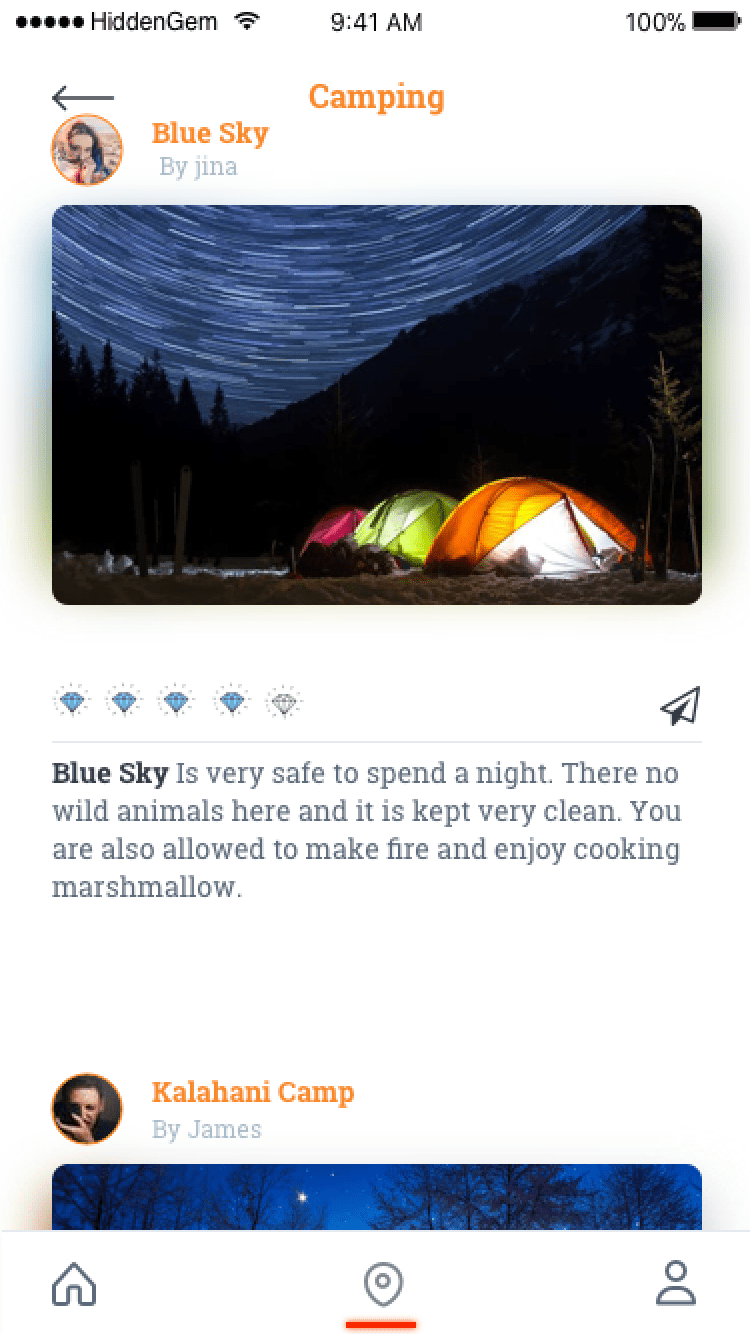 HiddenGem 9:41 AM 100%
Camping
Blue Sky
By jina
Blue Sky Is very safe to spend a night. There no
wild animals here and it is kept very clean. You
are also allowed to make fire and enjoy cooking
marshmallow.
Kalahani Camp
By James